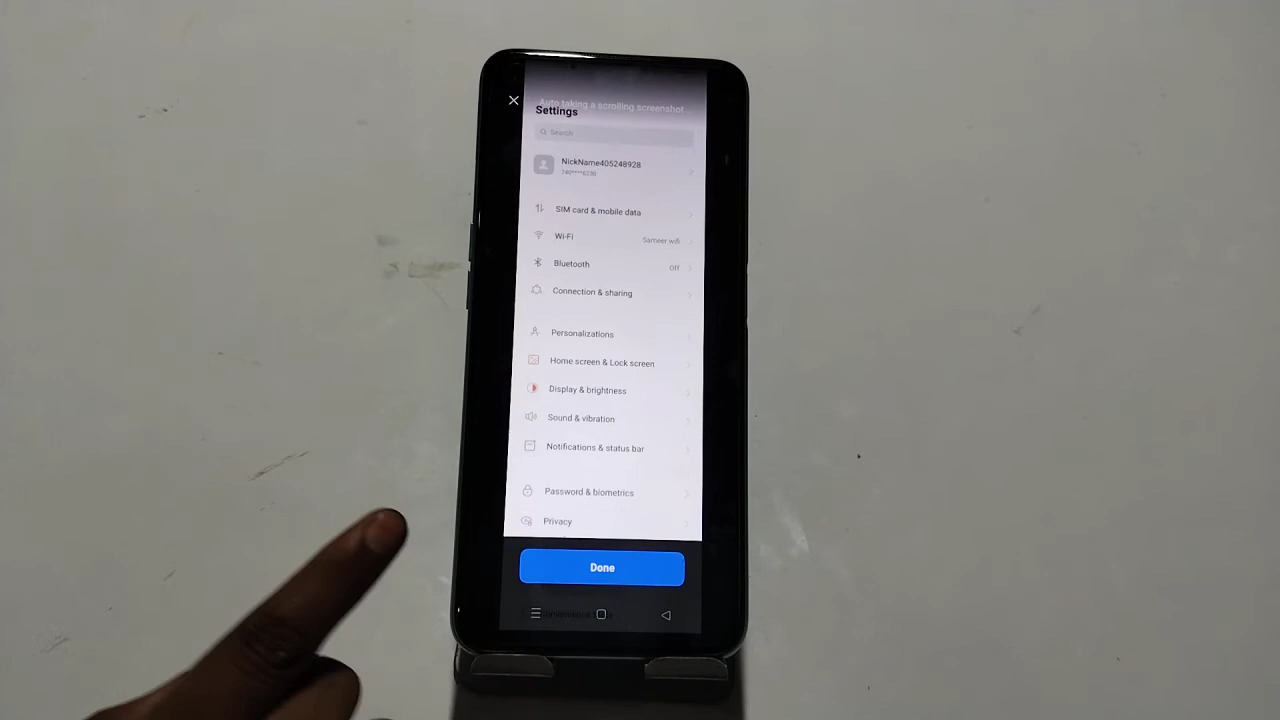 Auto taking a scrolling screenshot
Settings
Search
NickName405248928
SIM card & mobile data
Wi-Fi
Sameer wifi
Bluetooth
Off
Connection & sharing
Personalizations
Home screen & Lock screen
Display & brightness
Sound & vibration
Notifications & status bar
Password & biometrics
Privacy
Done